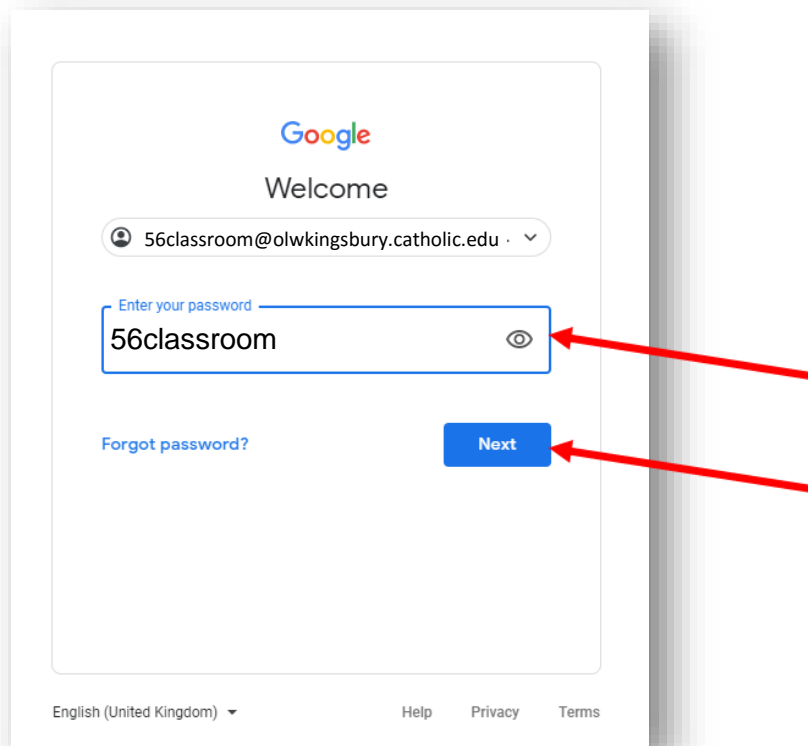 Google
Welcome
56classroom@olwkingsbury.catholic.edu ·
Enter your password
56classroom
Forgot password? Next
English (United Kingdom) Help Privacy Terms